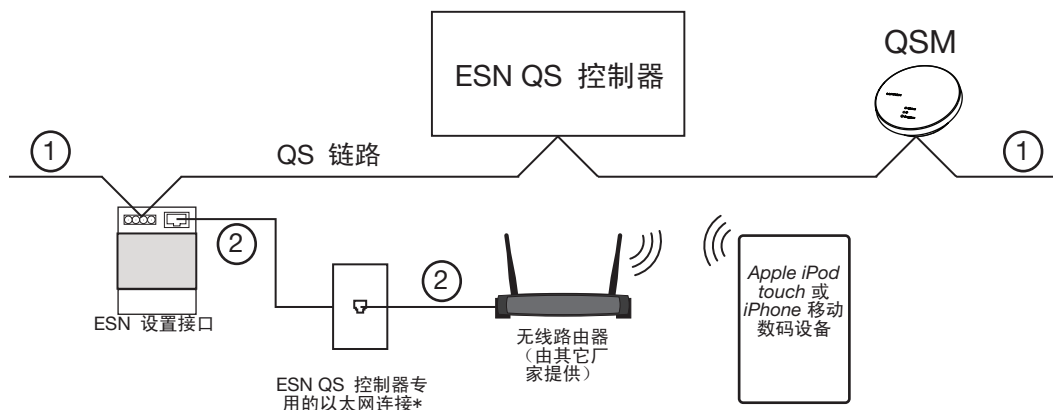 QSM
ESN QS 控制器
1
QS 链路
1
2
2
ESN 设置接口
ESN QS 控制器专
用的以太网连接*
无线路由器
（由其它厂
家提供）
Apple iPod
touch 或
iPhone 移动
数码设备